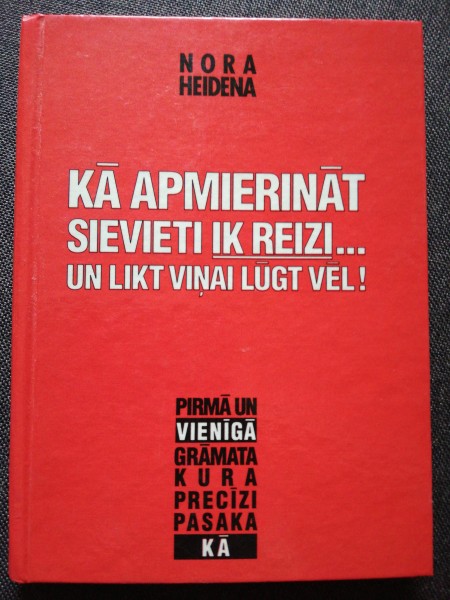 NORA
HEIDENA
KĀ APMIERINĀT
SIEVIETI IK REIZI...
UN LIKT VIŅAI LŪGT VĒL!
PIRMĀ UN
VIENĪGĀ
GRĀMATA
KURA
PRECĪZI
PASAKA
KĀ